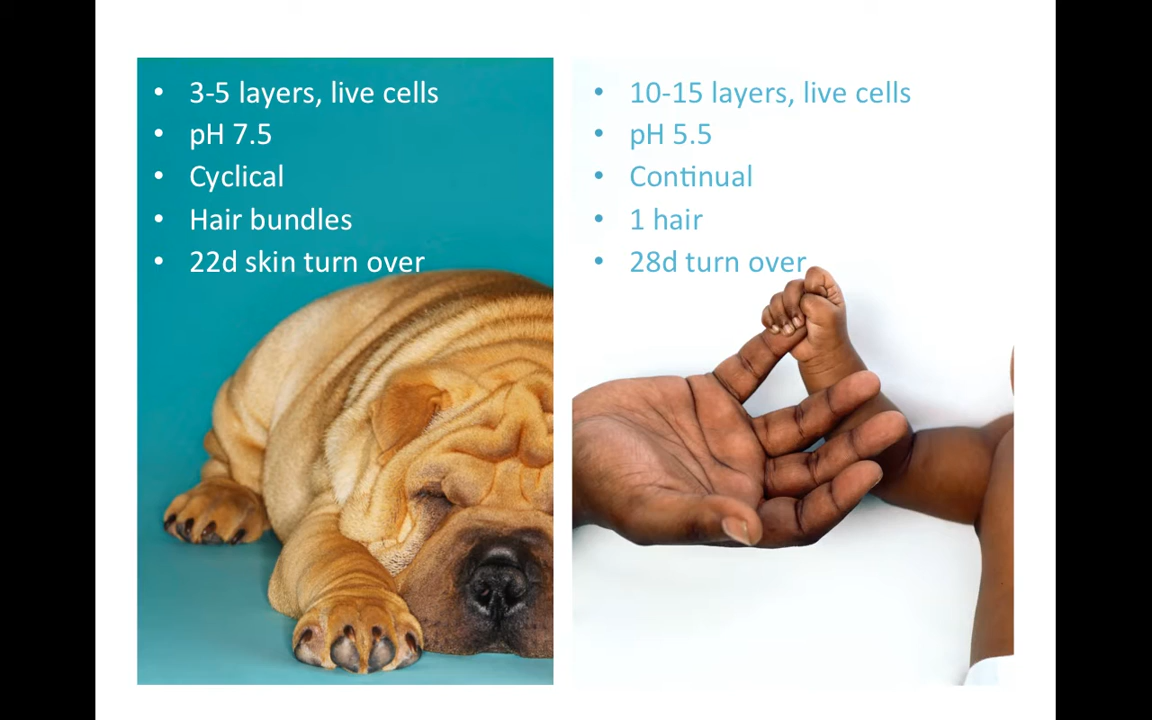 • 3-5 layers, live cells
• pH 7.5
• Cyclical
• Hair bundles
• 22d skin turn over
• 10-15 layers, live cells
• pH 5.5
• Continual
• 1 hair
• 28d turn over